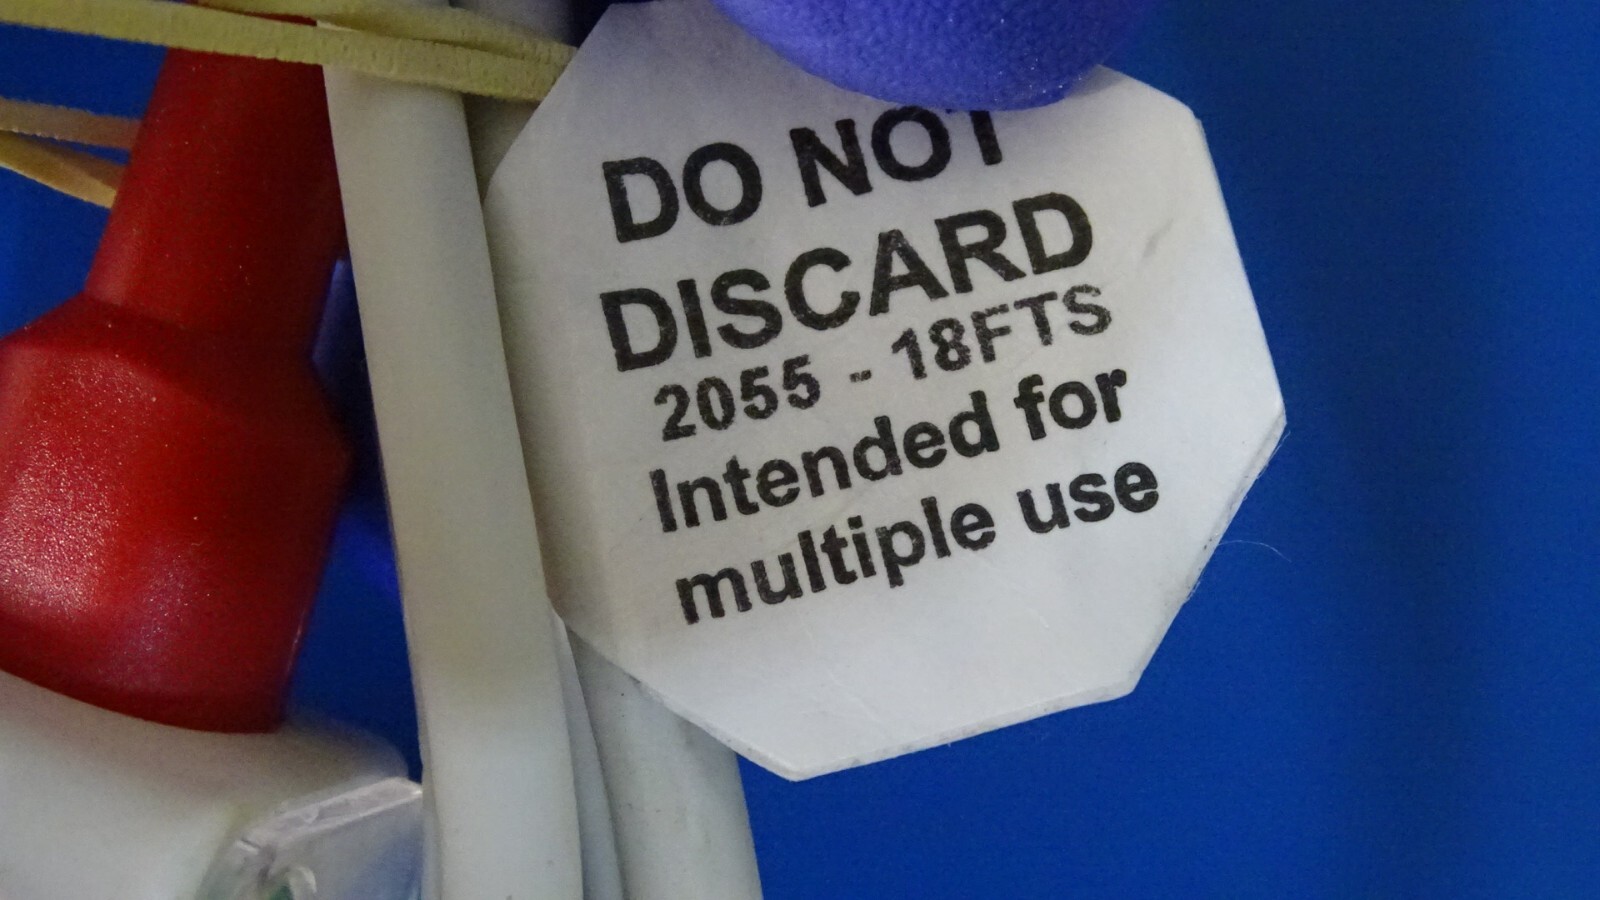 DO NOT
DISCARD
2055 - 18FTS
Intended for
multiple use